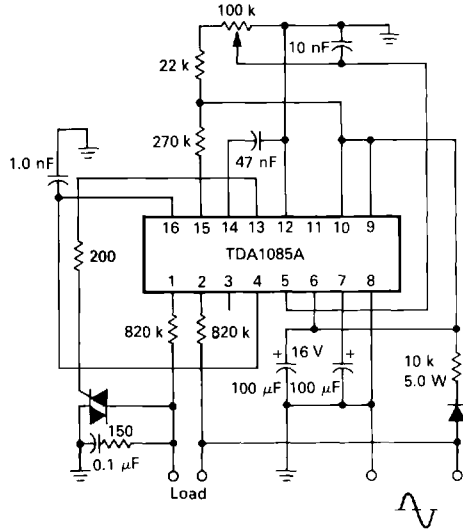 100 k
10 nF
22 k
270 k
47 nF
1.0 nF
16 15 14 13 12 11 10 9
TDA1085A
200
1 2 3 4 5 6 7 8
820 k
820 k
+ 16 V +
100 µF 100 µF
10 k
5.0 W
150
0.1 µF
Load